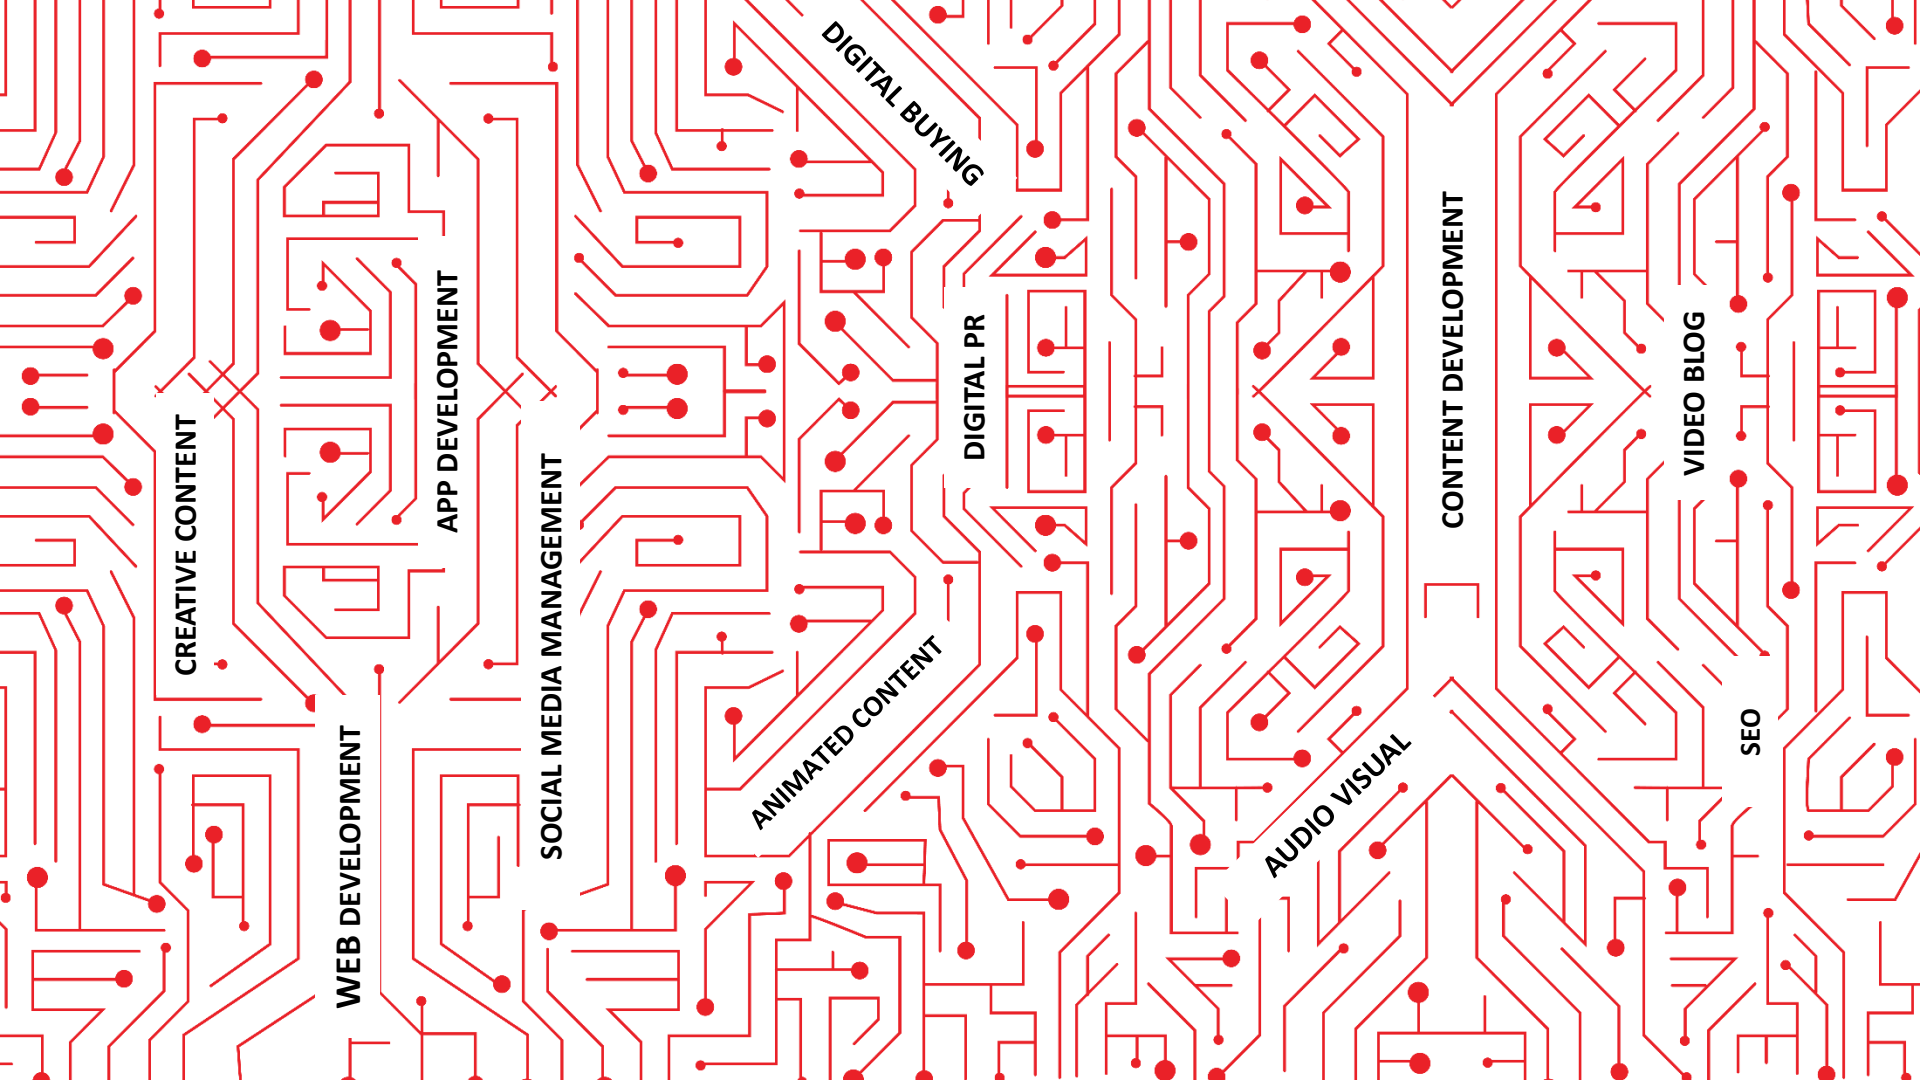 DIGITAL BUYING
CREATIVE CONTENT
APP DEVELOPMENT
DIGITAL PR
CONTENT DEVELOPMENT
VIDEO BLOG
WEB DEVELOPMENT
SOCIAL MEDIA MANAGEMENT
ANIMATED CONTENT
AUDIO VISUAL
SEO